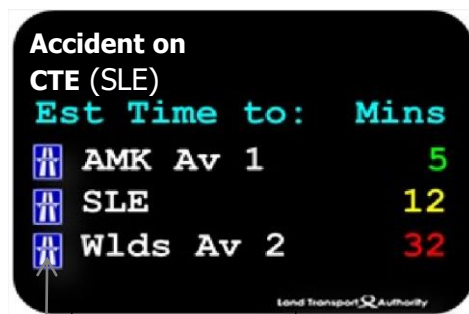 Accident on
CTE (SLE)
Est Time to: Mins
AMK Av 1 5
SLE 12
Wlds Av 2 32
Land Transport Authority